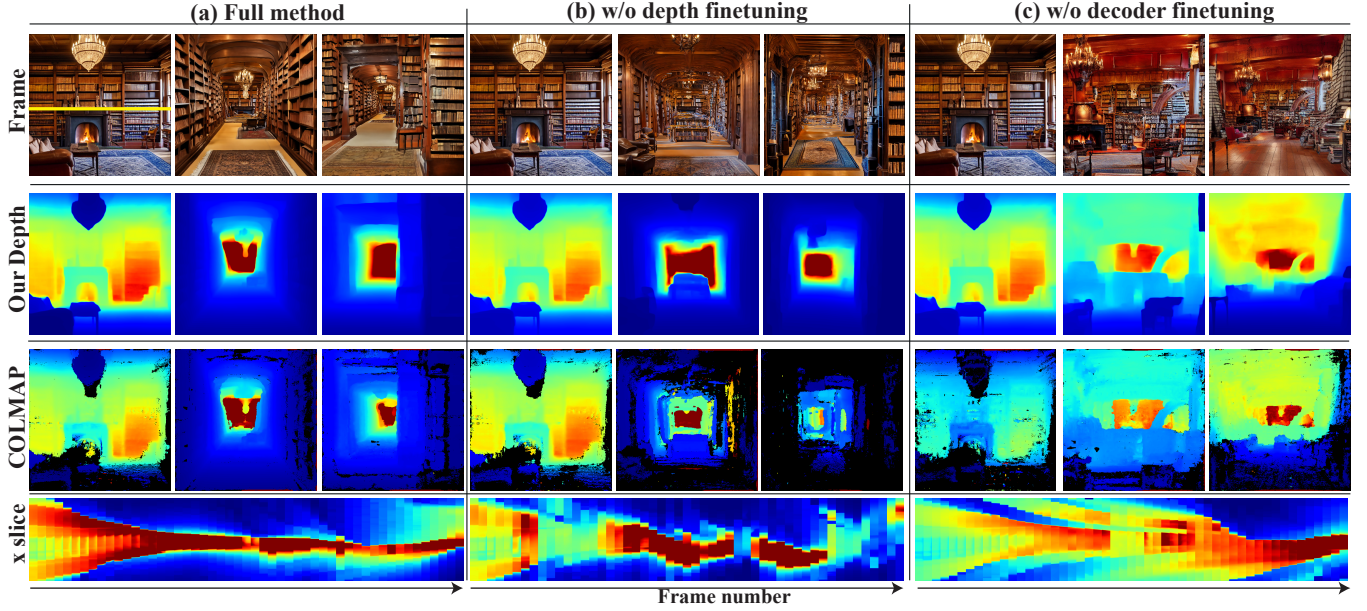 (a) Full method
(b) w/o depth finetuning
(c) w/o decoder finetuning
Frame
Our Depth
COLMAP
x slice
Frame number